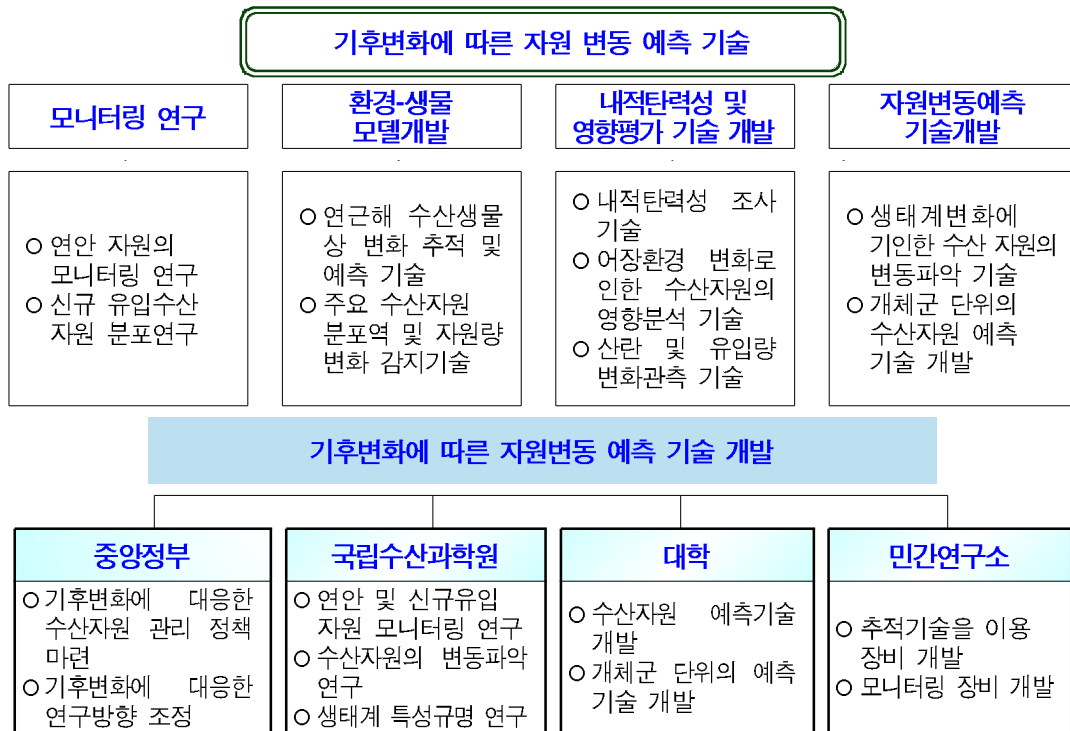 기후변화에 따른 자원 변동 예측 기술
모니터링 연구
환경-생물
모델개발
내적탄력성 및
영향평가 기술 개발
자원변동예측
기술개발
○ 연안 자원의
모니터링 연구
○ 신규 유입수산
자원 분포연구
○ 연근해 수산생물
상 변화 추적 및
예측 기술
○ 주요 수산자원
분포역 및 자원량
변화 감지기술
○ 내적탄력성 조사
기술
○ 어장환경 변화로
인한 수산자원의
영향분석 기술
○ 산란 및 유입량
변화관측 기술
○ 생태계변화에
기인한 수산 자원의
변동파악 기술
○ 개체군 단위의
수산자원 예측
기술 개발
기후변화에 따른 자원변동 예측 기술 개발
중앙정부
○ 기후변화에 대응한
수산자원 관리 정책
마련
○ 기후변화에 대응한
연구방향 조정
국립수산과학원
○ 연안 및 신규유입
자원 모니터링 연구
○ 수산자원의 변동파악
연구
○ 생태계 특성규명 연구
대학
○ 수산자원 예측기술
개발
○ 개체군 단위의 예측
기술 개발
민간연구소
○ 추적기술을 이용
장비 개발
○ 모니터링 장비 개발